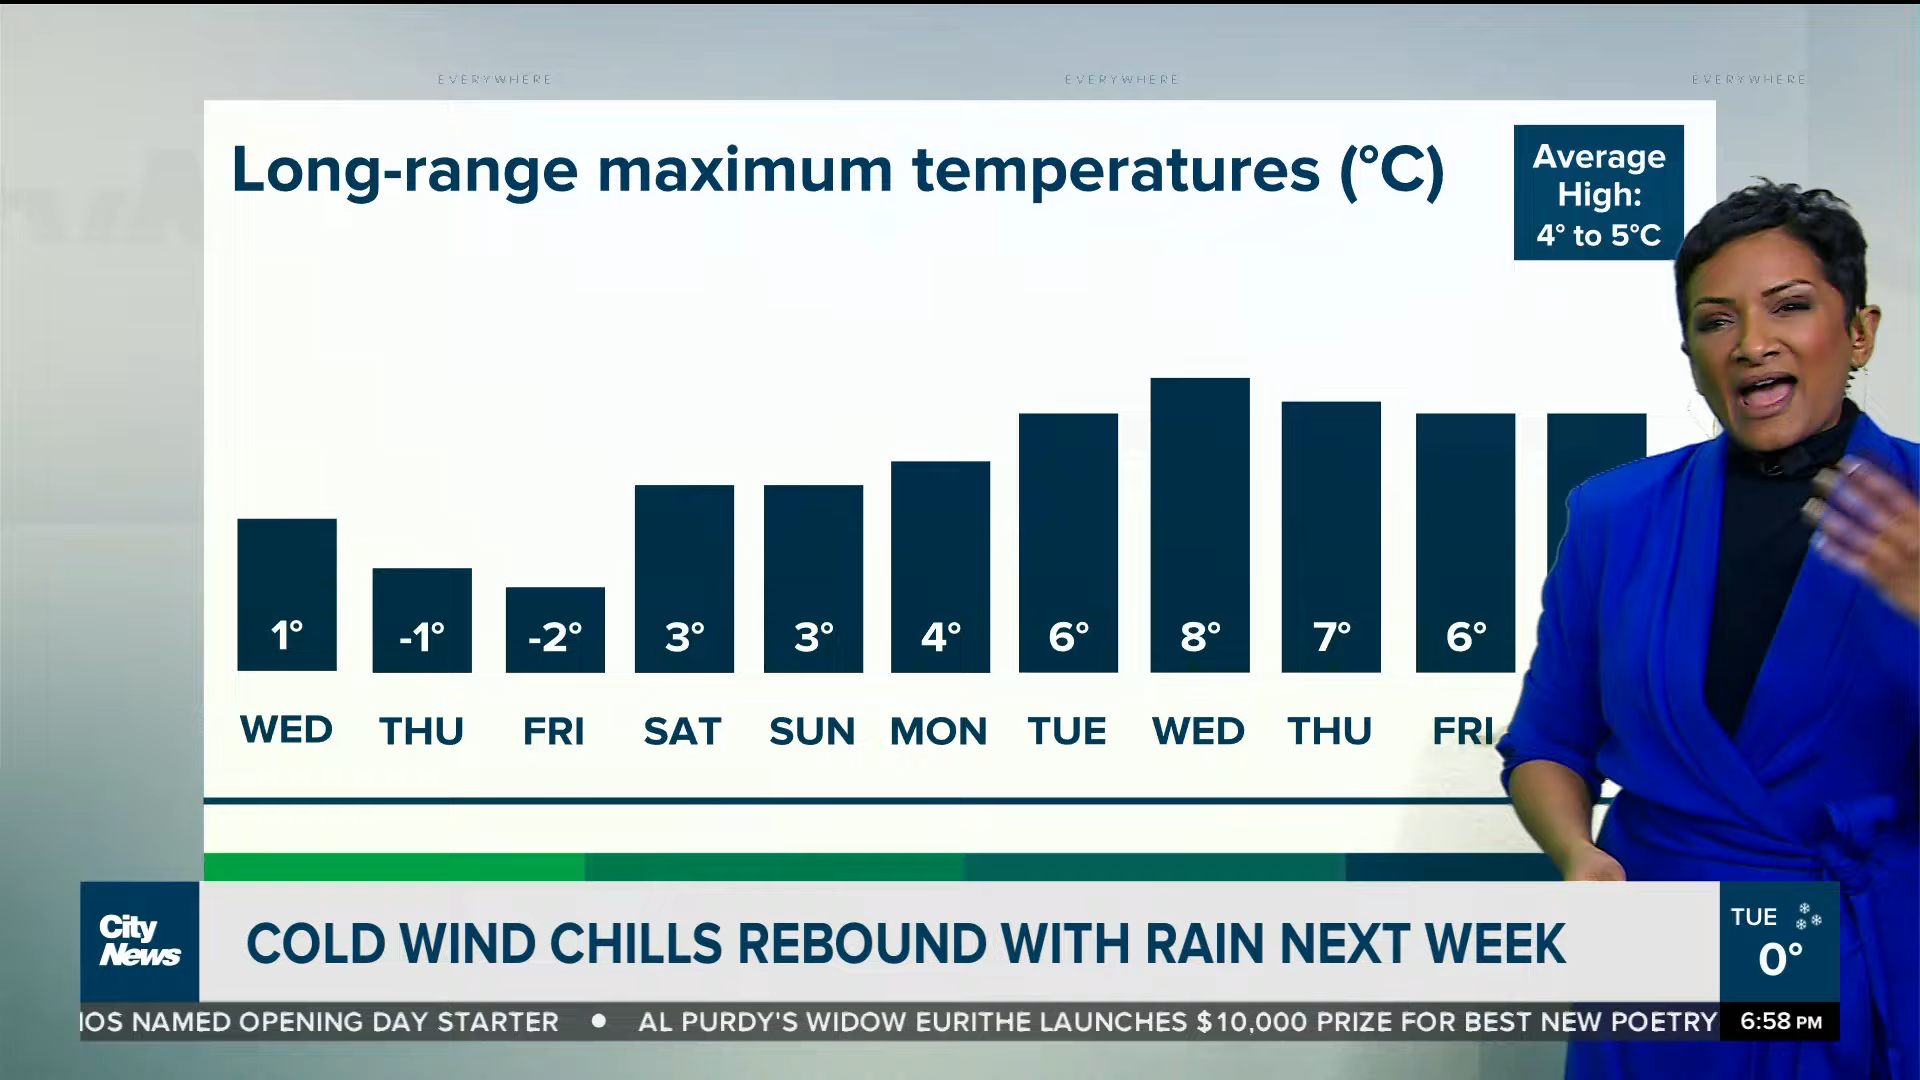 EVERYWHERE EVERYWHERE EVERYWHERE
Long-range maximum temperatures (°C)
Average
High:
4° to 5°C
1° -1° -2° 3° 3° 4° 6° 8° 7° 6°
WED THU FRI SAT SUN MON TUE WED THU FRI
City
News
COLD WIND CHILLS REBOUND WITH RAIN NEXT WEEK
TUE
0°
NAMED OPENING DAY STARTER • AL PURDY'S WIDOW EURITHE LAUNCHES $10,000 PRIZE FOR BEST NEW POETRY
6:58 PM